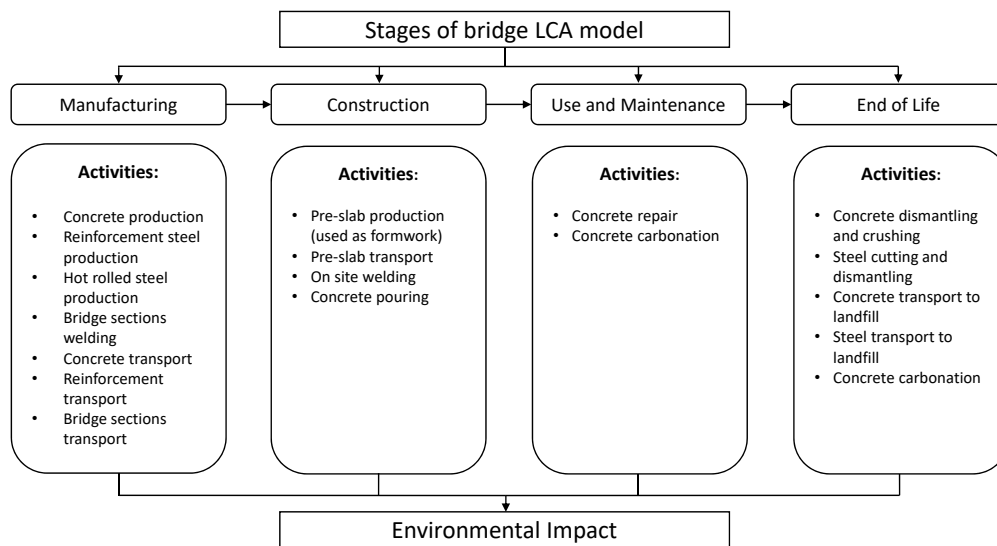 Stages of bridge LCA model
Manufacturing
Construction
Use and Maintenance
End of Life
Activities:
• Concrete production
• Reinforcement steel
production
• Hot rolled steel
production
• Bridge sections
welding
• Concrete transport
• Reinforcement
transport
• Bridge sections
transport
Activities:
• Pre-slab production
(used as formwork)
• Pre-slab transport
• On site welding
• Concrete pouring
Activities:
• Concrete repair
• Concrete carbonation
Activities:
• Concrete dismantling
and crushing
• Steel cutting and
dismantling
• Concrete transport to
landfill
• Steel transport to
landfill
• Concrete carbonation
Environmental Impact